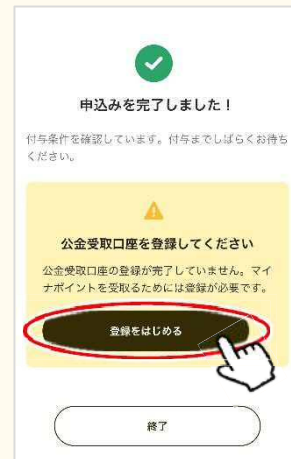 申込みを完了しました！
付与条件を確認しています。付与までしばらくお待ち
ください。
公金受取口座を登録してください
公金受取口座の登録が完了していません。マイ
ナポイントを受取るためには登録が必要です。
登録をはじめる
終了